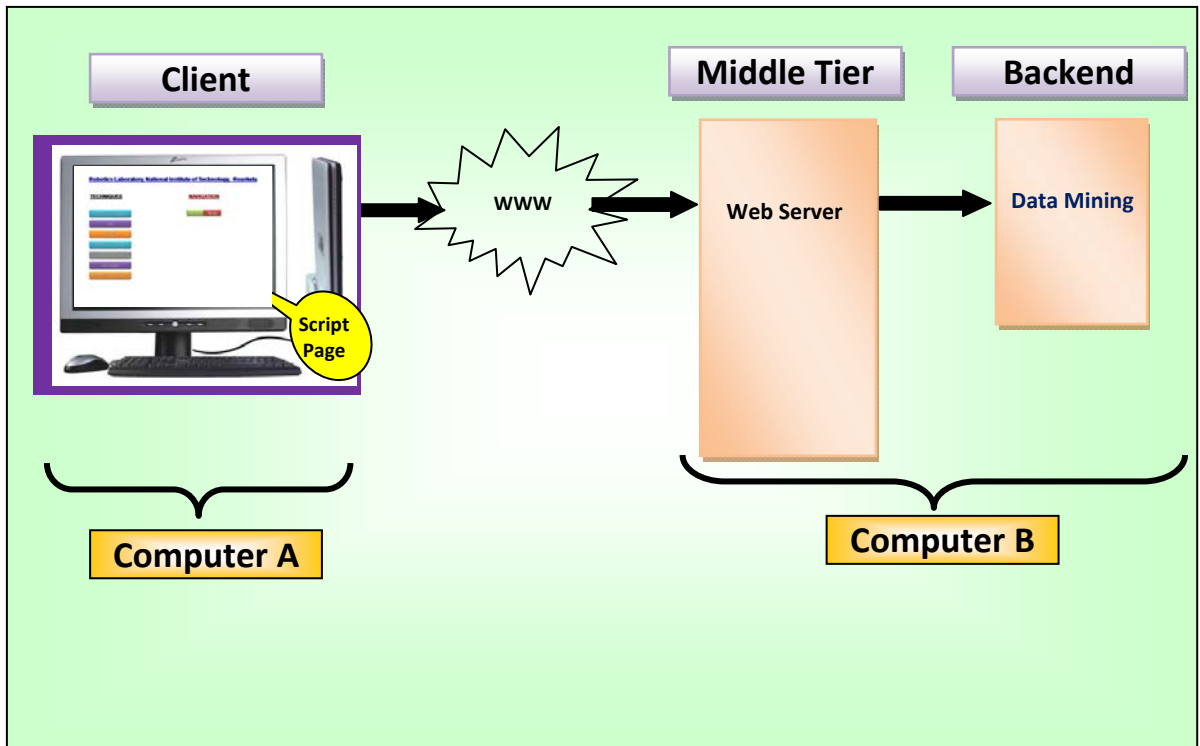 Client
Middle Tier
Backend
Robotics Laboratory, National Institute of Technology, Rourkela
TECHNIQUES
NAVIGATION
WWW
Web Server
Data Mining
Script
Page
Computer A
Computer B